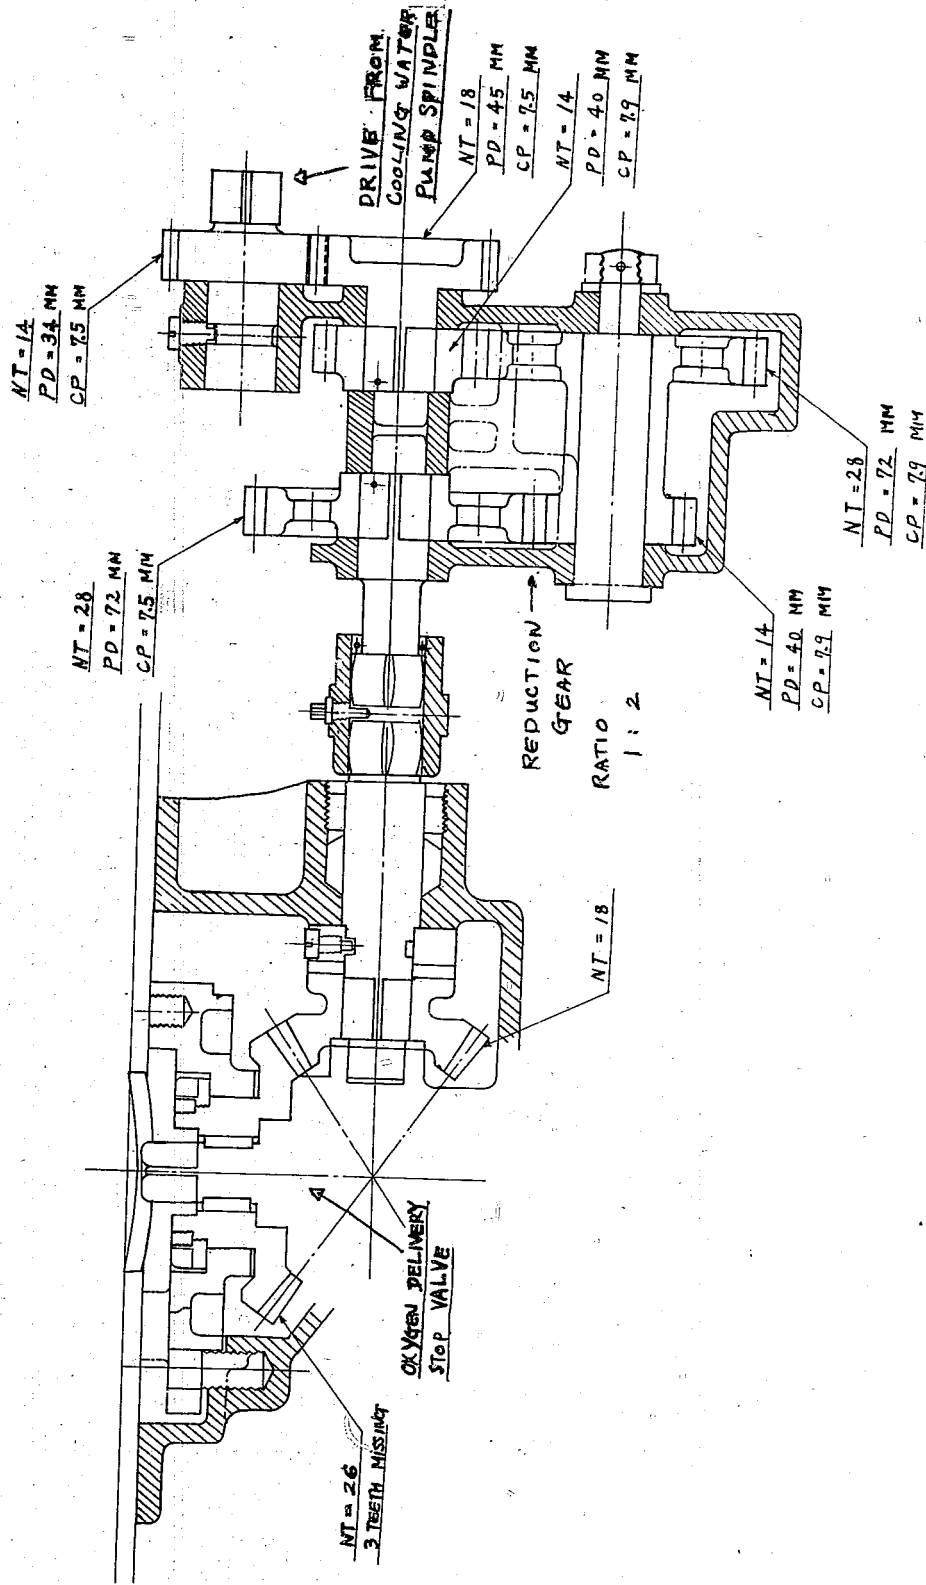 NT = 14
PD = 34 MM
CP = 7.5 MM
DRIVE FROM
COOLING WATER
PUMP SPINDLE
NT = 18
PD = 45 MM
CP = 7.5 MM
NT = 14
PD = 40 MM
CP = 7.9 MM
NT = 28
PD = 72 MM
CP = 7.5 MM
NT = 28
PD = 72 MM
CP = 7.9 MM
NT = 14
PD = 40 MM
CP = 7.9 MM
REDUCTION
GEAR
RATIO
1 : 2
NT = 18
OXYGEN DELIVERY
STOP VALVE
NT = 26
3 TEETH MISSING